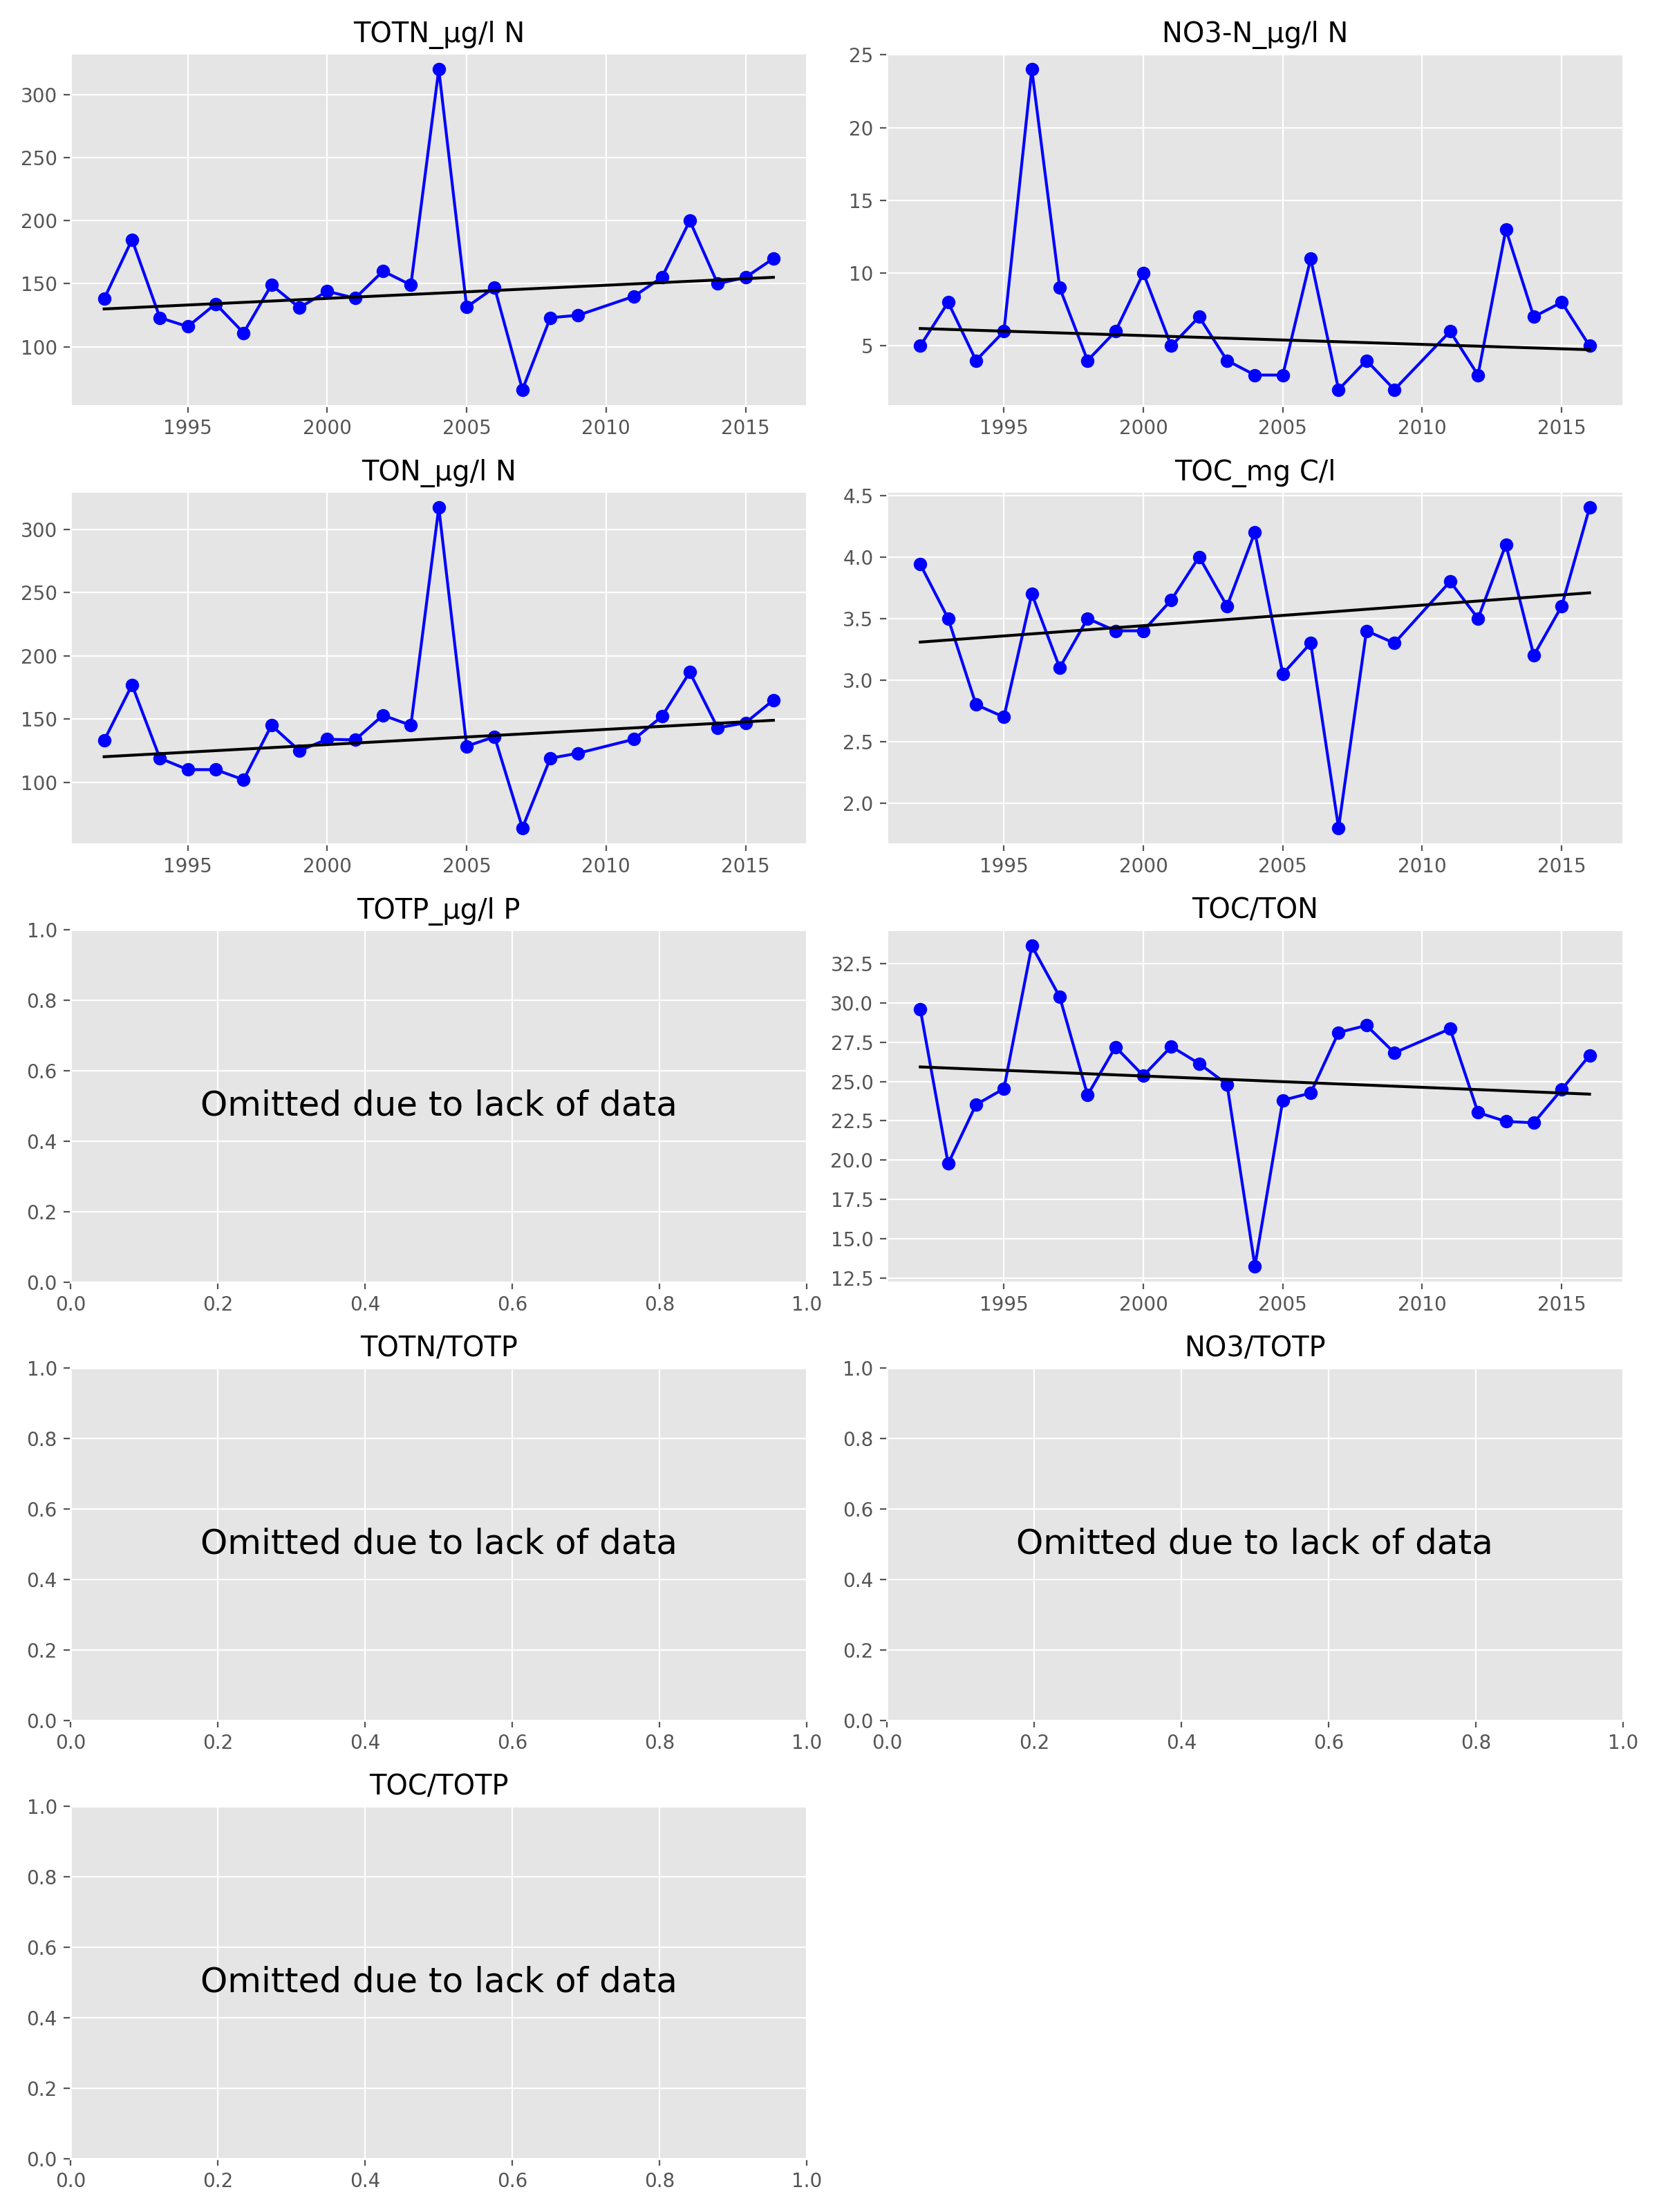 TOTN_µg/l N
300
250
200
150
100
1995 2000 2005 2010 2015
NO3-N_µg/l N
25
20
15
10
5
1995 2000 2005 2010 2015
TON_µg/l N
300
250
200
150
100
1995 2000 2005 2010 2015
TOC_mg C/l
4.5
4.0
3.5
3.0
2.5
2.0
1995 2000 2005 2010 2015
TOTP_µg/l P
1.0
0.8
0.6
Omitted due to lack of data
0.4
0.2
0.0
0.0 0.2 0.4 0.6 0.8 1.0
TOC/TON
32.5
30.0
27.5
25.0
22.5
20.0
17.5
15.0
12.5
1995 2000 2005 2010 2015
TOTN/TOTP
1.0
0.8
0.6
Omitted due to lack of data
0.4
0.2
0.0
0.0 0.2 0.4 0.6 0.8 1.0
NO3/TOTP
1.0
0.8
0.6
Omitted due to lack of data
0.4
0.2
0.0
0.0 0.2 0.4 0.6 0.8 1.0
TOC/TOTP
1.0
0.8
0.6
Omitted due to lack of data
0.4
0.2
0.0
0.0 0.2 0.4 0.6 0.8 1.0